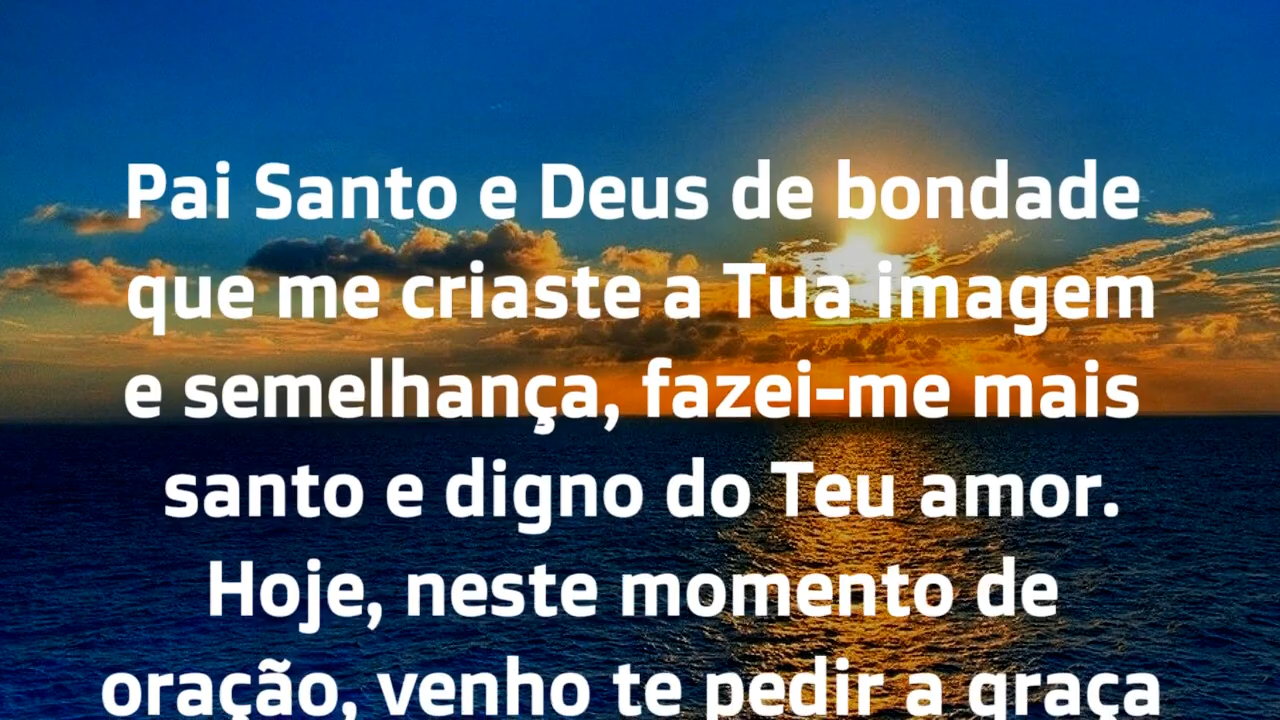 Pai Santo e Deus de bondade
que me criaste a Tua imagem
e semelhança, fazei-me mais
santo e digno do Teu amor.
Hoje, neste momento de
oração, venho te pedir a graça